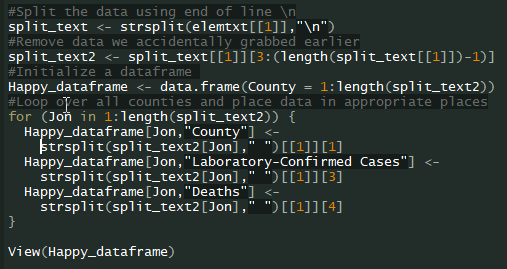 #Split the data using end of line \n
split_text <- strsplit(elemtxt[[1]],"\n")
#Remove data we accidentally grabbed earlier
split_text2 <- split_text[[1]][3:(length(split_text[[1]])-1)]
#Initialize a dataframe
Happy_dataframe <- data.frame(County = 1:length(split_text2))
#Loop over all counties and place data in appropriate places
for (Jon in 1:length(split_text2)) {
  Happy_dataframe[Jon,"County"] <-
    strsplit(split_text2[Jon]," ")[[1]][1]
  Happy_dataframe[Jon,"Laboratory-Confirmed Cases"] <-
    strsplit(split_text2[Jon]," ")[[1]][3]
  Happy_dataframe[Jon,"Deaths"] <-
    strsplit(split_text2[Jon]," ")[[1]][4]
}
View(Happy_dataframe)